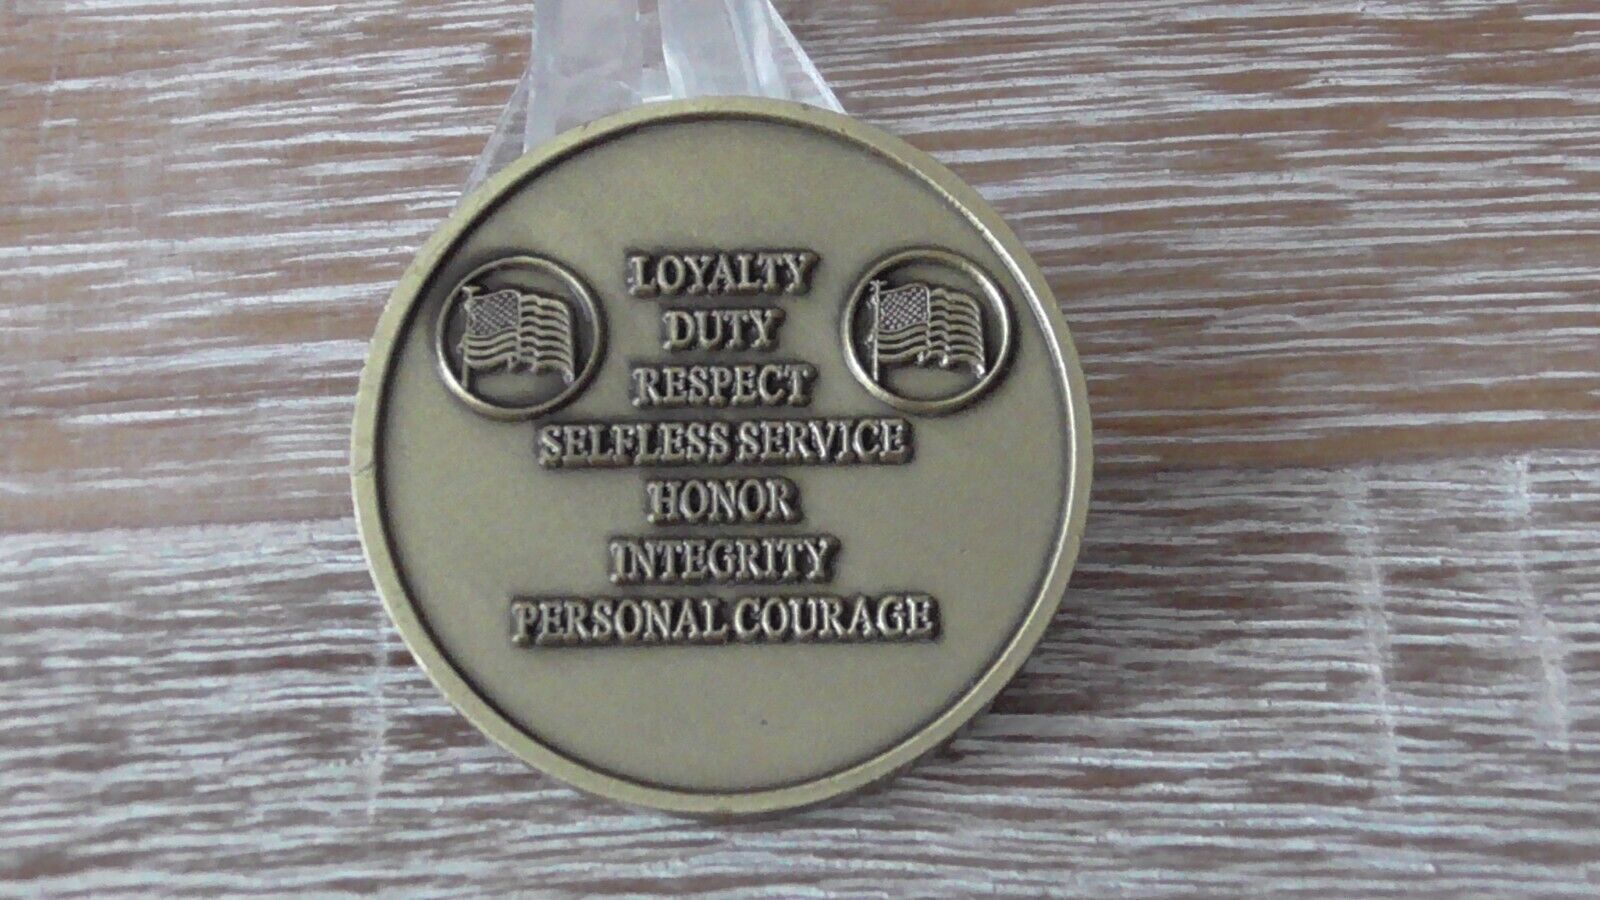 LOYALTY
DUTY
RESPECT
SELFLESS SERVICE
HONOR
INTEGRITY
PERSONAL COURAGE